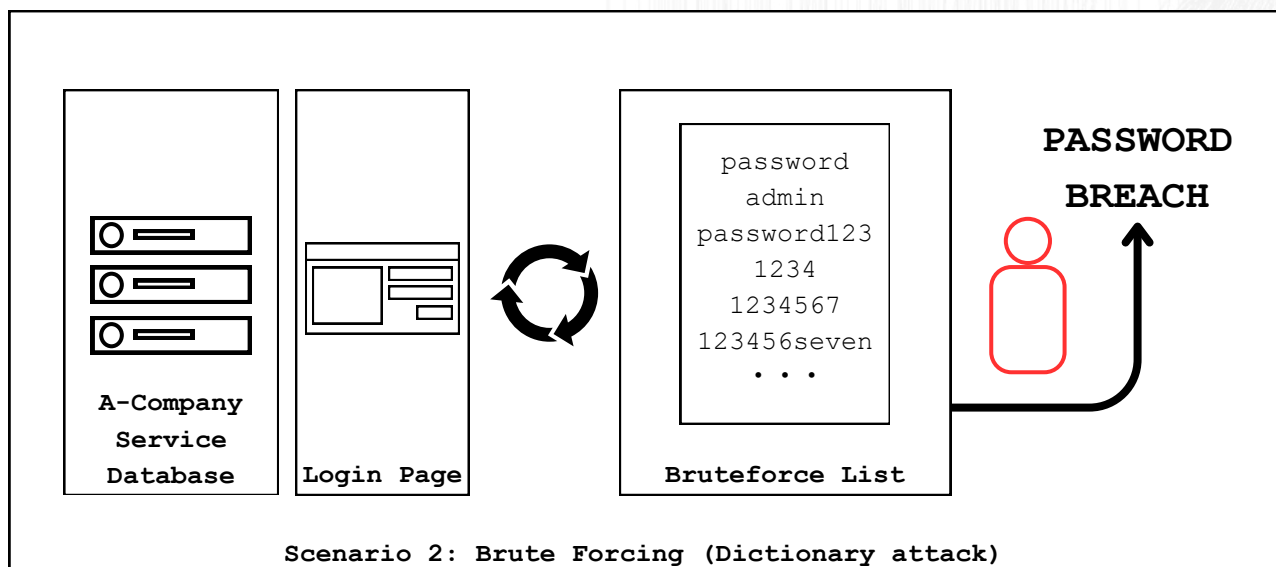 A-Company
Service
Database
Login Page
password
admin
password123
1234
1234567
123456seven
...
Bruteforce List
PASSWORD
BREACH
Scenario 2: Brute Forcing (Dictionary attack)